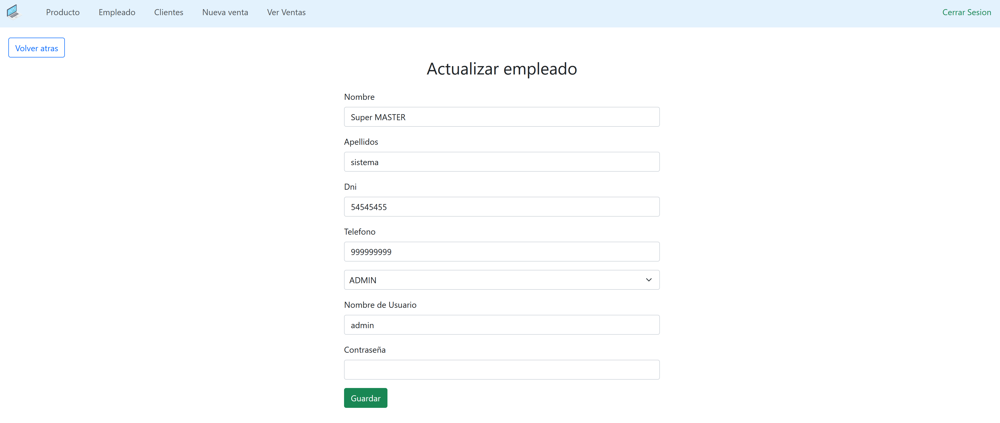 Producto Empleado Clientes Nueva venta Ver Ventas Cerrar Sesion
Volver atras
Actualizar empleado
Nombre
Super MASTER
Apellidos
sistema
Dni
54545455
Telefono
999999999
ADMIN
Nombre de Usuario
admin
Contraseña
Guardar